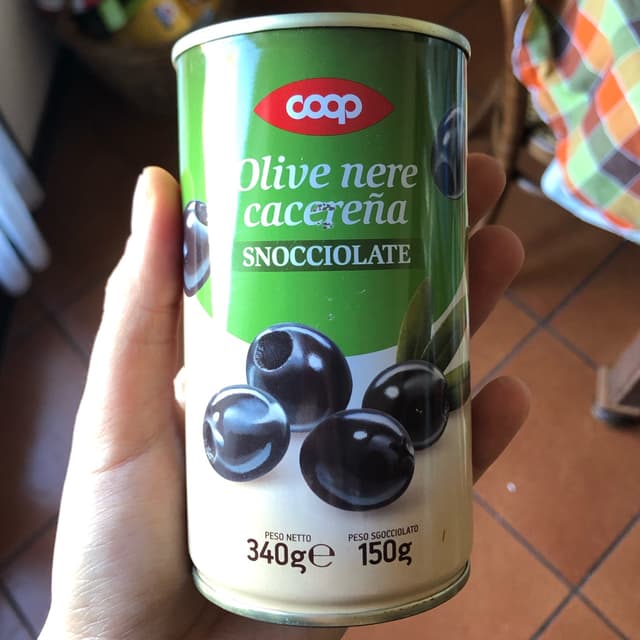 coop
Olive nere
cacereña
SNOCCIOLATE
PESO NETTO
340g℮
PESO SGOCCIOLATO
150g